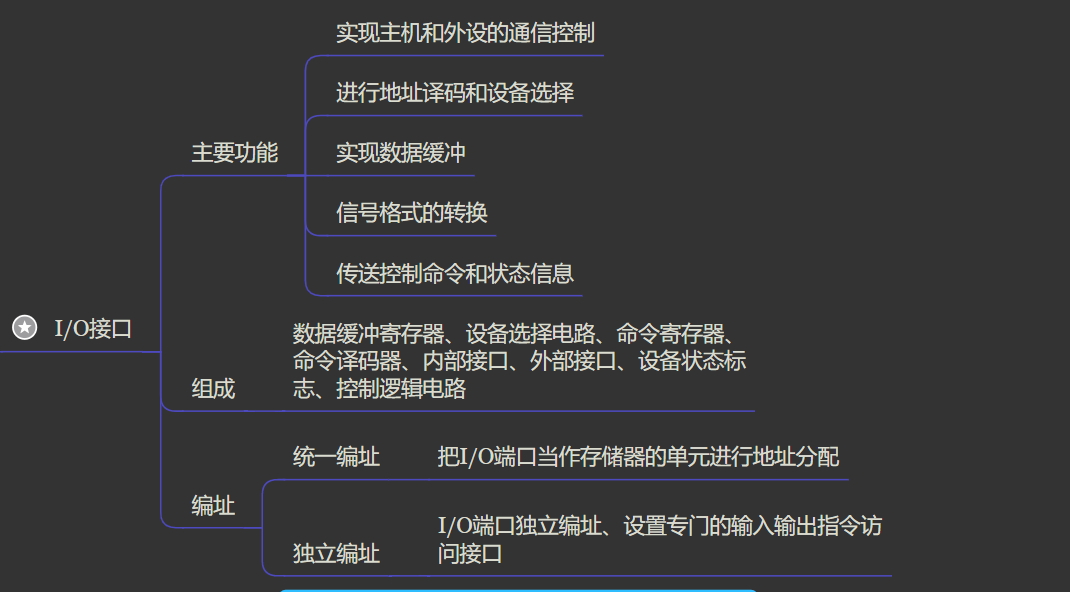 实现主机和外设的通信控制
进行地址译码和设备选择
主要功能
实现数据缓冲
信号格式的转换
传送控制命令和状态信息
I/O接口
数据缓冲寄存器、设备选择电路、命令寄存器、
命令译码器、内部接口、外部接口、设备状态标
志、控制逻辑电路
组成
统一编址
把I/O端口当作存储器的单元进行地址分配
编址
I/O端口独立编址、设置专门的输入输出指令访
问接口
独立编址